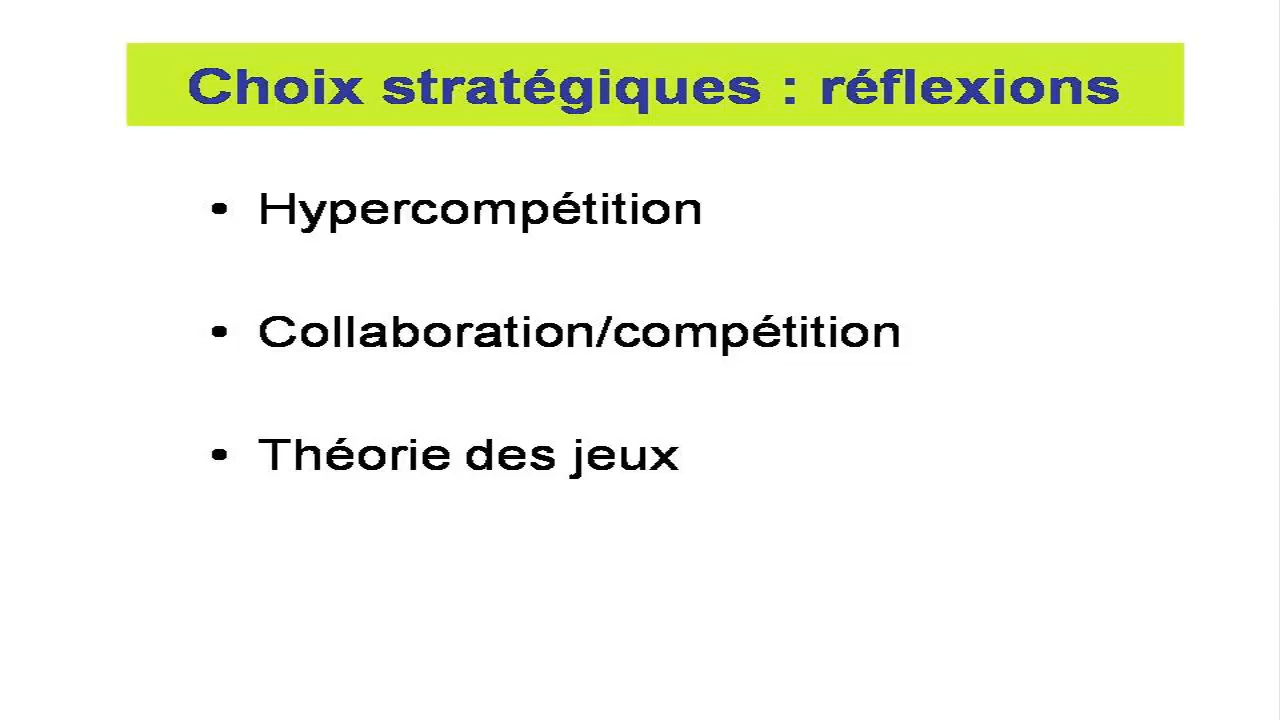 Choix stratégiques : réflexions
• Hypercompétition
• Collaboration/compétition
• Théorie des jeux